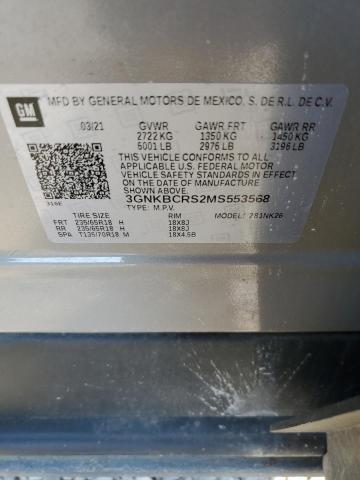 GM
MFD BY GENERAL MOTORS DE MEXICO, S. DE R.L. DE C.V.
03/21 GVWR GAWR FRT GAWR RR
2722 KG 1350 KG 1450 KG
6001 LB 2976 LB 3196 LB
THIS VEHICLE CONFORMS TO ALL APPLICABLE
U.S. FEDERAL MOTOR
VEHICLE SAFETY STANDARDS IN EFFECT
ON THE DATE OF MANUFACTURE
SHOWN ABOVE.
3GNKBCRS2MS553568
TYPE: M.P.V.
316E
TIRE SIZE RIM MODEL: 781NK26
FRT 235/65R18 H 18X8J
RR 235/65R18 H 18X8J
SPA T135/70R18 M 18X4.5B